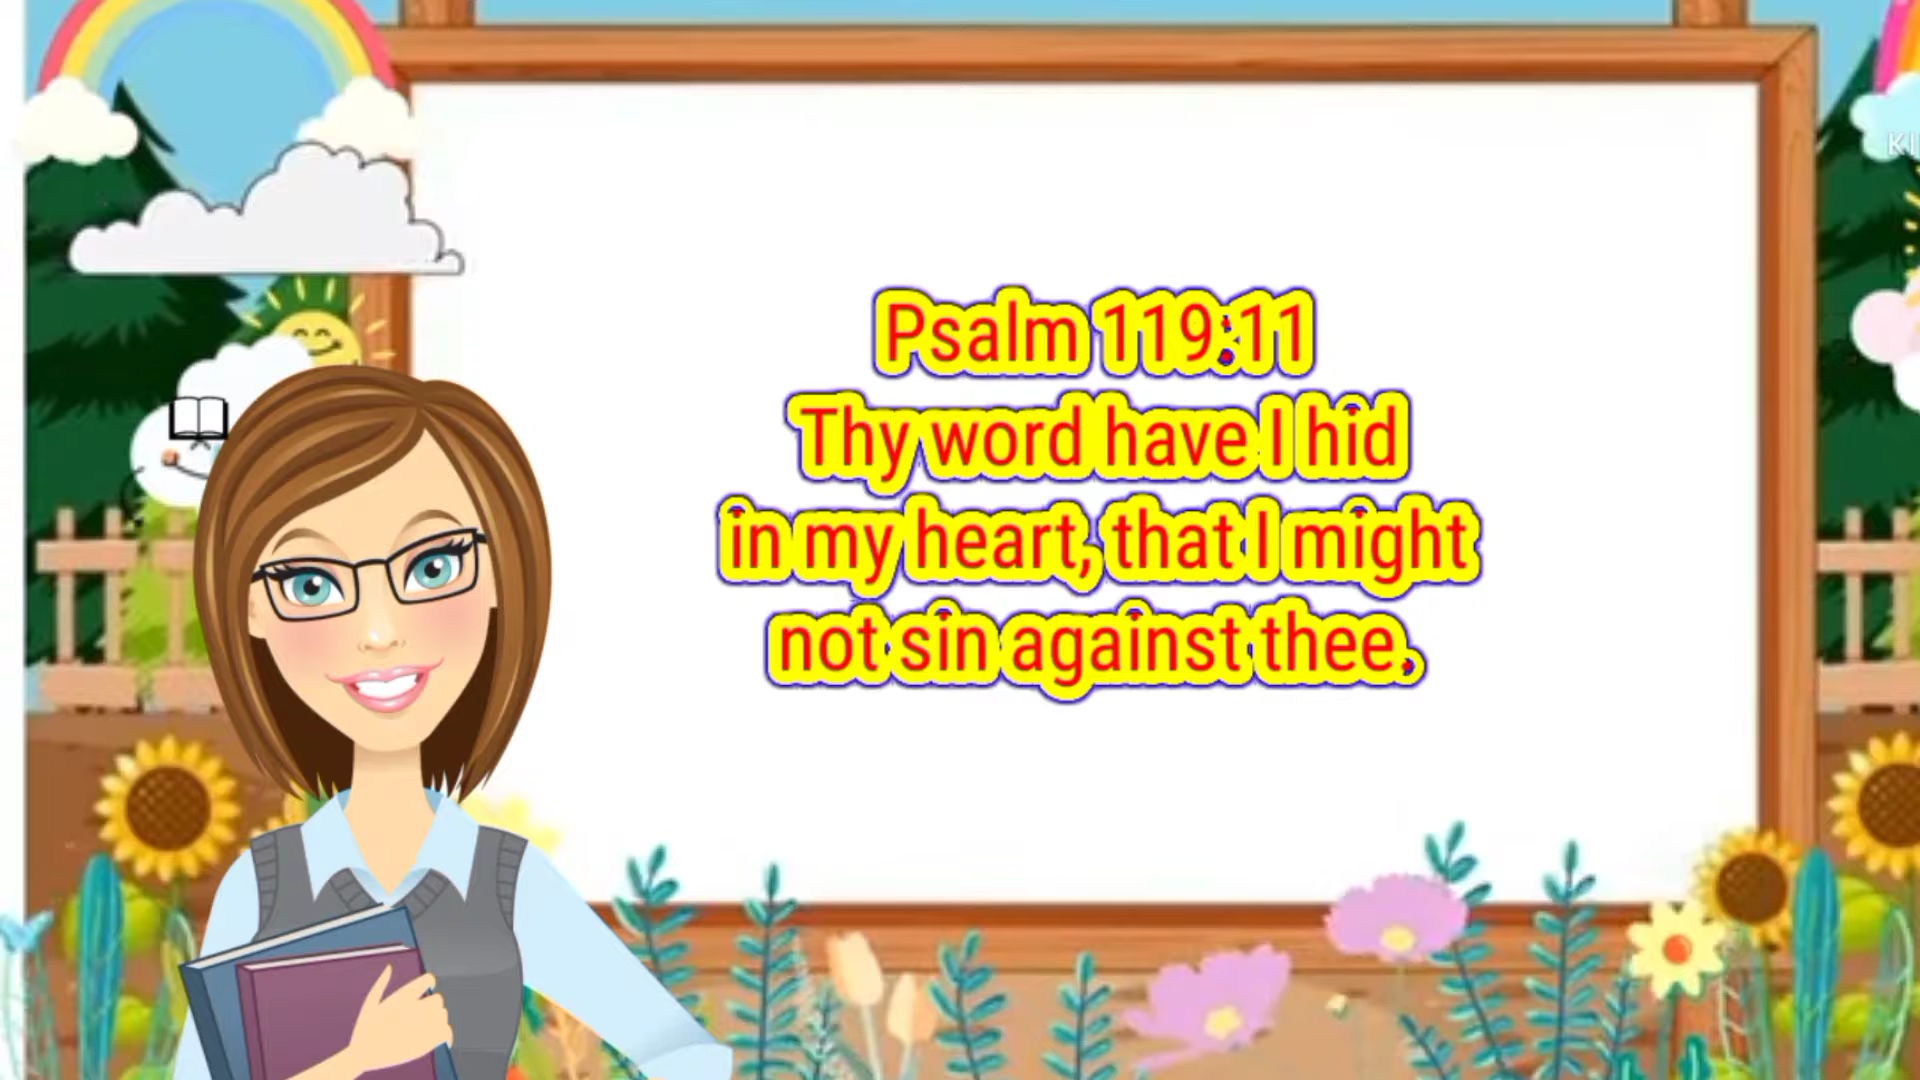 Psalm 119:11
Thy word have I hid
in my heart, that I might
not sin against thee.